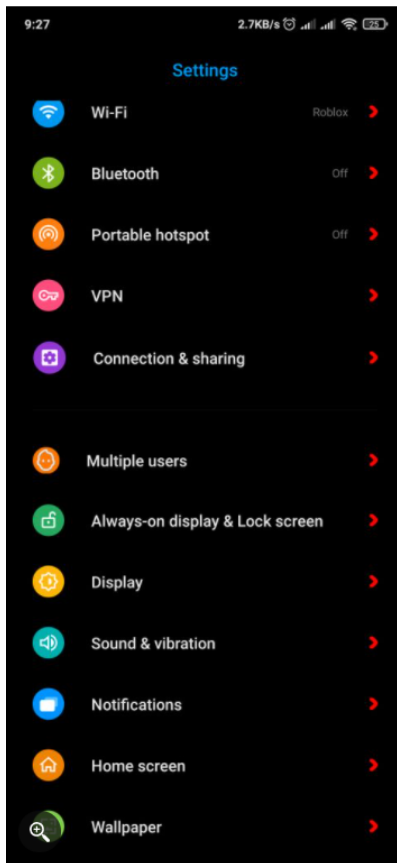 9:27 2.7KB/s 25
Settings
Wi-Fi Roblox
Bluetooth Off
Portable hotspot Off
VPN
Connection & sharing
Multiple users
Always-on display & Lock screen
Display
Sound & vibration
Notifications
Home screen
Wallpaper